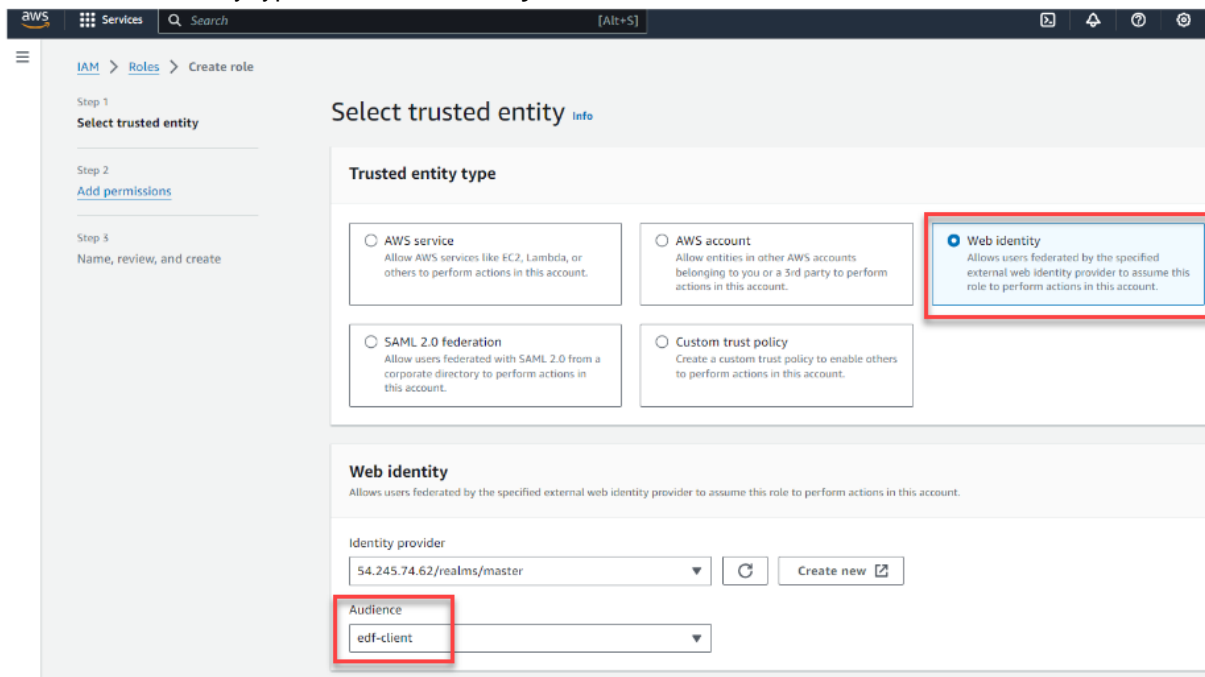 aws Services Search [Alt+S]
IAM > Roles > Create role
Step 1
Select trusted entity
Step 2
Add permissions
Step 3
Name, review, and create
Select trusted entity Info
Trusted entity type
AWS service
Allow AWS services like EC2, Lambda, or
others to perform actions in this account.
AWS account
Allow entities in other AWS accounts
belonging to you or a 3rd party to perform
actions in this account.
Web identity
Allows users federated by the specified
external web identity provider to assume this
role to perform actions in this account.
SAML 2.0 federation
Allow users federated with SAML 2.0 from a
corporate directory to perform actions in
this account.
Custom trust policy
Create a custom trust policy to enable others
to perform actions in this account.
Web identity
Allows users federated by the specified external web identity provider to assume this role to perform actions in this account.
Identity provider
54.245.74.62/realms/master
Create new
Audience
edf-client